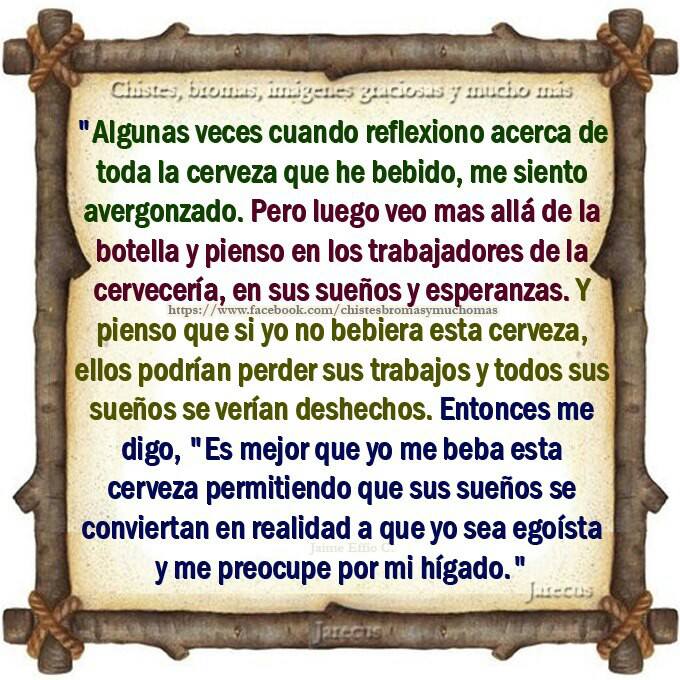 Chistes, bromas, imágenes graciosas y mucho más
"Algunas veces cuando reflexiono acerca de
toda la cerveza que he bebido, me siento
avergonzado. Pero luego veo mas allá de la
botella y pienso en los trabajadores de la
cervecería, en sus sueños y esperanzas. Y
https://www.facebook.com/chistesbromasymuchomas
pienso que si yo no bebiera esta cerveza,
ellos podrían perder sus trabajos y todos sus
sueños se verían deshechos. Entonces me
digo, "Es mejor que yo me beba esta
cerveza permitiendo que sus sueños se
conviertan en realidad a que yo sea egoísta
Jaime Effio C.
y me preocupe por mi hígado."
Jarecus
Jarecus